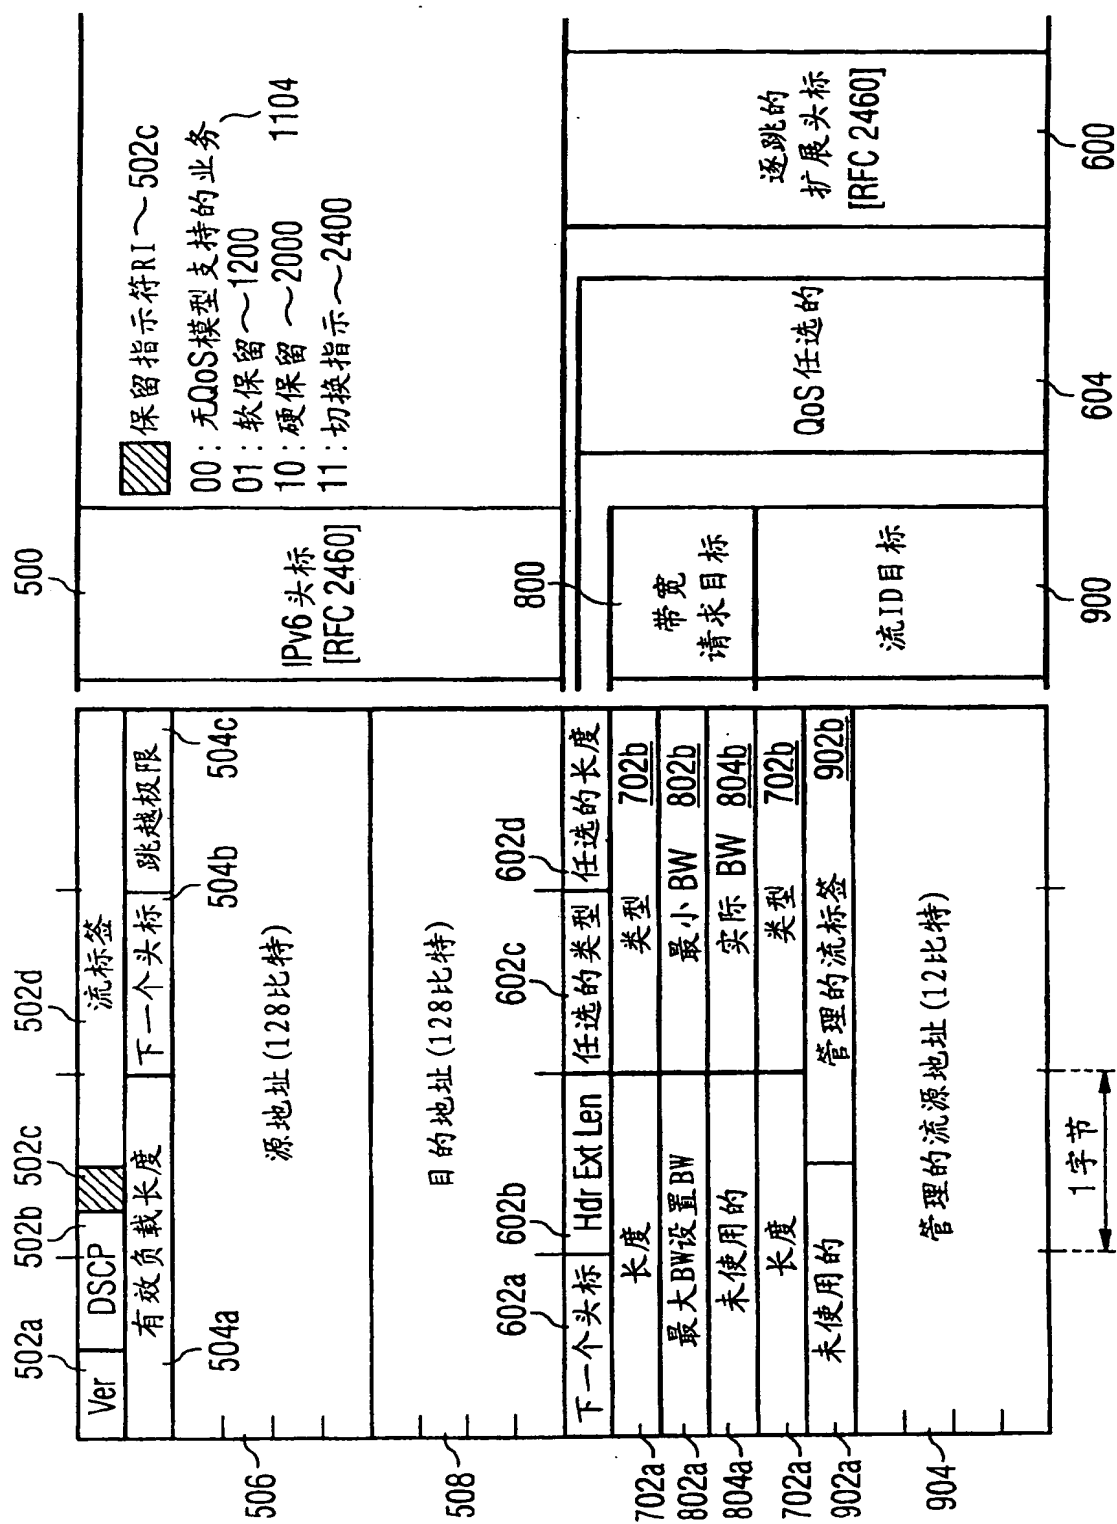 502a 502b 502c 502d
Ver DSCP 流标签
有效负载长度 下一个头标 跳越极限
504a 504b 504c
506 源地址(128比特)
508 目的地址(128比特)
500
IPv6 头标
[RFC 2460]
保留指示符RI～502c
00: 无QoS模型支持的业务
1104
01: 软保留～1200
10: 硬保留～2000
11: 切换指示～2400
602a 602b 602c 602d
下一个头标 Hdr Ext Len 任选的类型 任选的长度
702a 长度 类型 702b
802a 最大BW设置BW 最小 BW 802b
804a 未使用的 实际 BW 804b
702a 长度 类型 702b
902a 未使用的 管理的流标签 902b
904 管理的流源地址(12比特)
1字节
800
带宽
请求目标
流ID目标
900
QoS任选的
604
逐跳的
扩展头标
[RFC 2460]
600